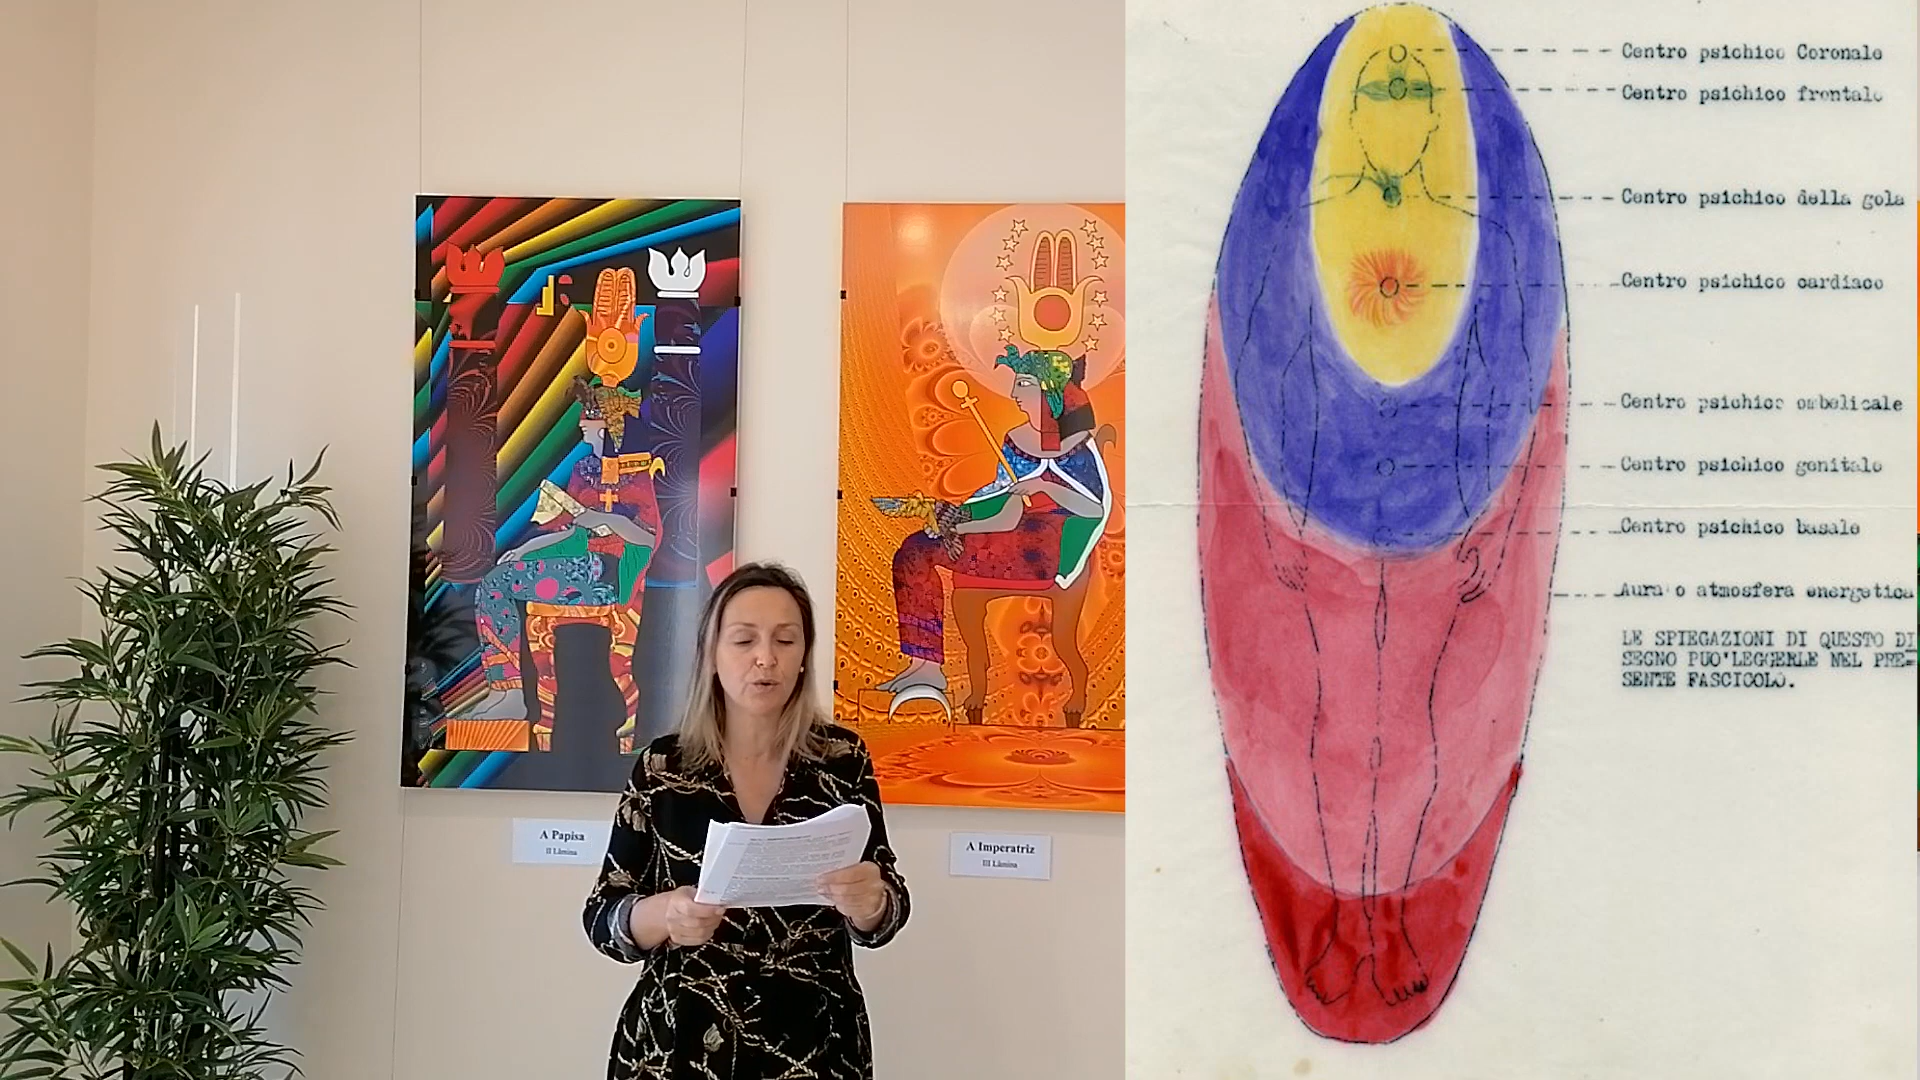 A Papisa
II Lâmina
A Imperatriz
III Lâmina
Centro psichico Coronale
Centro psichico frontale
Centro psichico della gola
Centro psichico cardiaco
Centro psichico ombelicale
Centro psichico genitale
Centro psichico basale
Aura o atmosfera energetica
LE SPIEGAZIONI DI QUESTO DI
SEGNO PUO'LEGGERLE NEL PRE=
SENTE FASCICOLO.